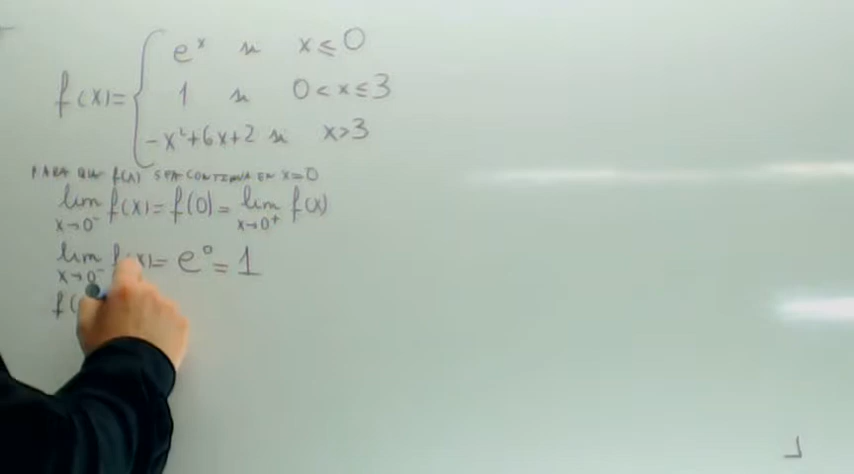 f(x)=
e^x si x≤0
1 si 0<x≤3
-x²+6x+2 si x>3
PARA QUE f(x) SEA CONTINUA EN x=0
lim x→0⁻ f(x)=f(0)=lim x→0⁺ f(x)
lim x→0⁻ f(x)=e⁰=1
f(